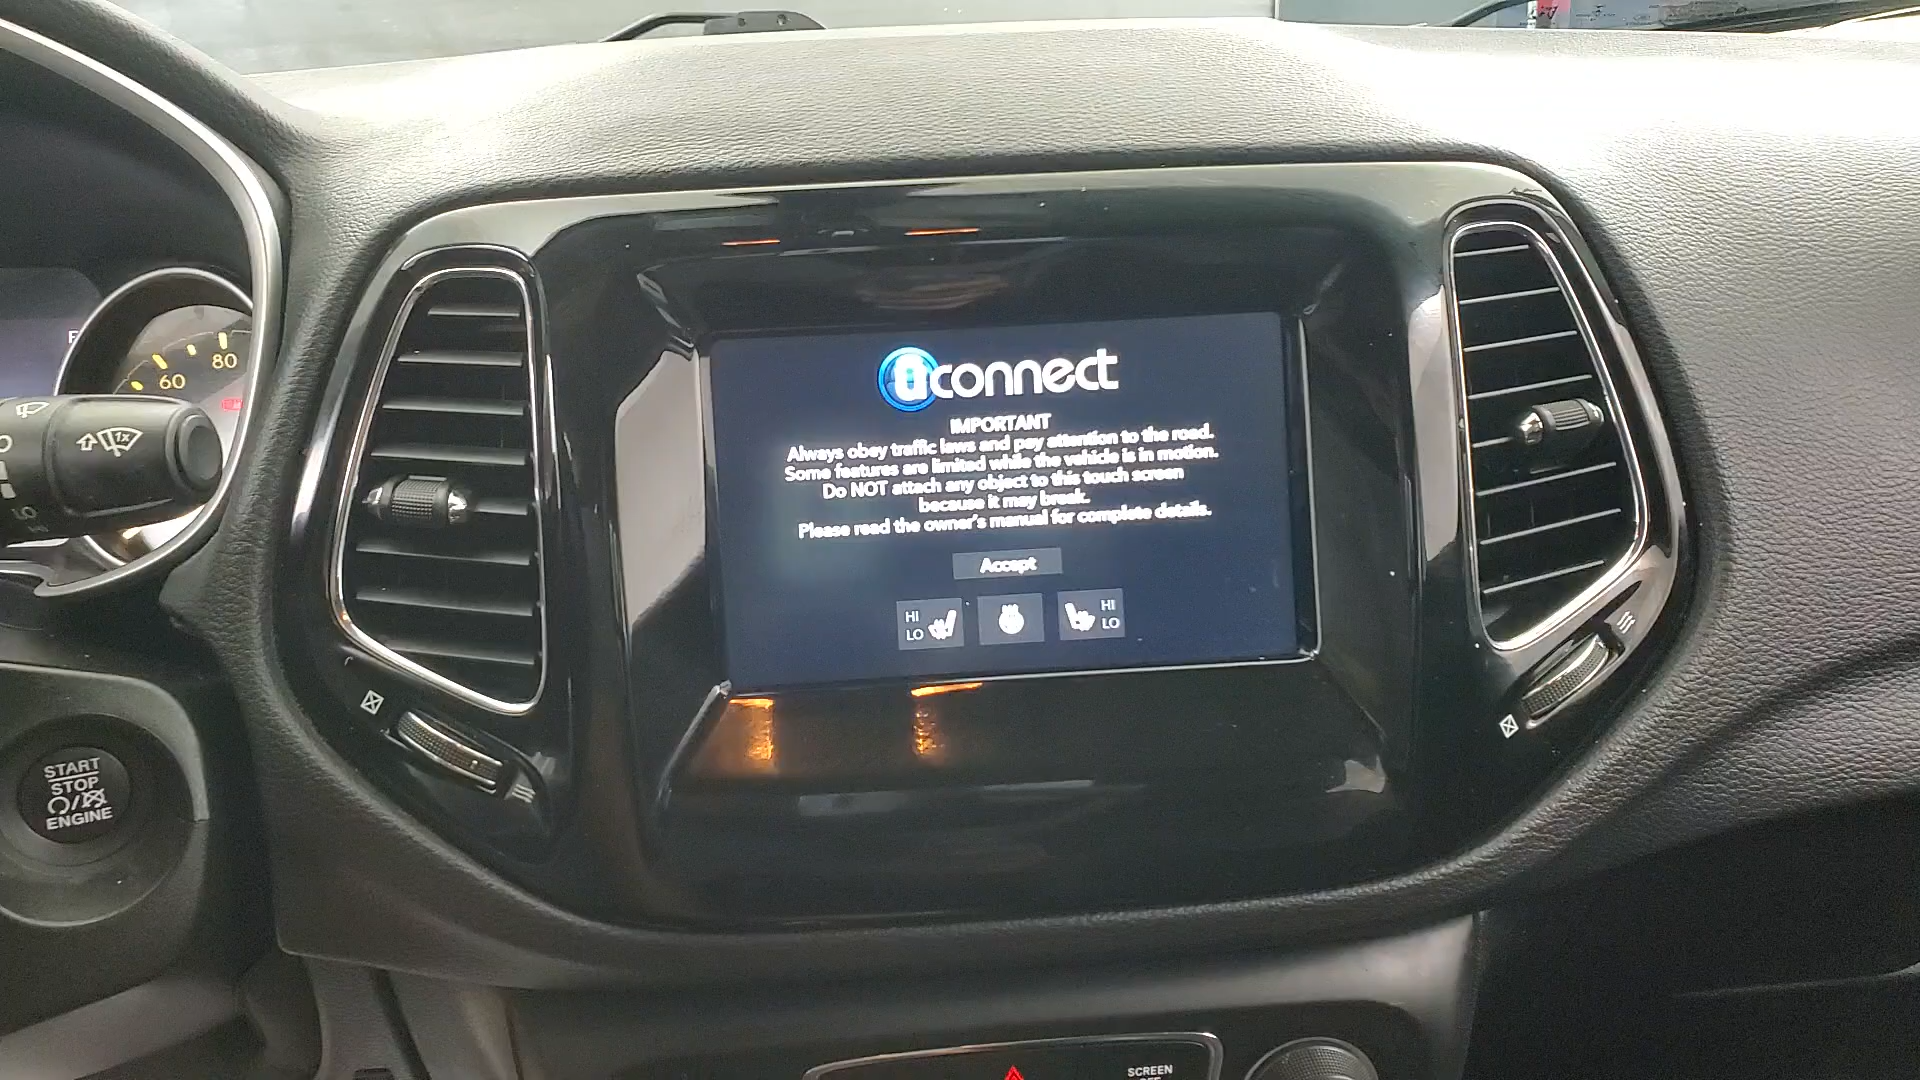 uconnect
IMPORTANT
Always obey traffic laws and pay attention to the road.
Some features are limited while the vehicle is in motion.
Do NOT attach any object to this touch screen
because it may break.
Please read the owner's manual for complete details.
Accept
HI
LO
HI
LO
80
60
1x
START
STOP
ENGINE
SCREEN